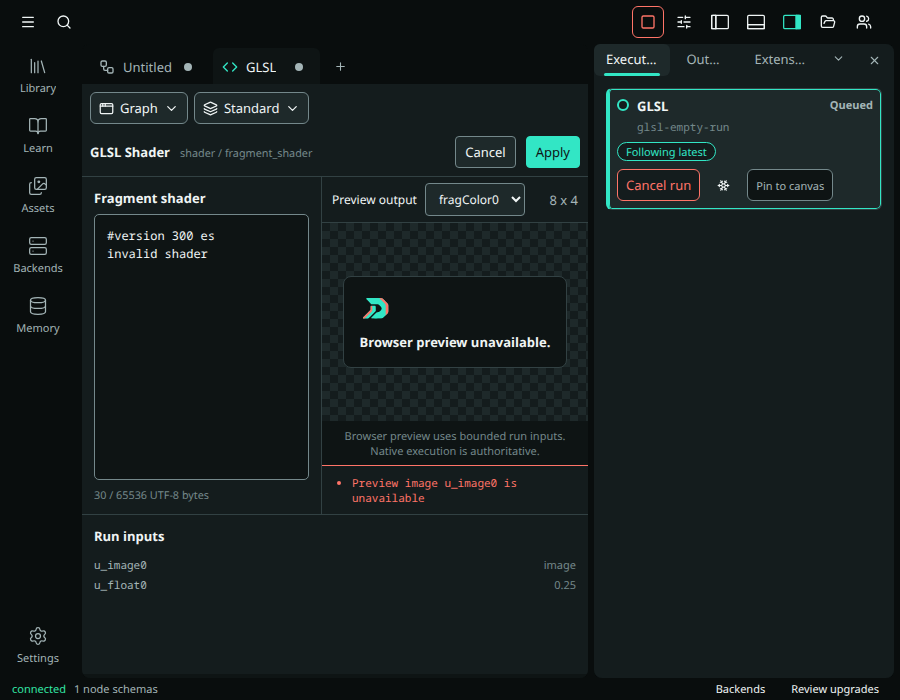 Library
Learn
Assets
Backends
Memory
Settings
Untitled
GLSL
Graph
Standard
GLSL Shader shader / fragment_shader
Cancel
Apply
Fragment shader
#version 300 es
invalid shader
30 / 65536 UTF-8 bytes
Preview output
fragColor0
8 x 4
Browser preview unavailable.
Browser preview uses bounded run inputs.
Native execution is authoritative.
Preview image u_image0 is
unavailable
Run inputs
u_image0 image
u_float0 0.25
Execut...
Out...
Extens...
GLSL Queued
glsl-empty-run
Following latest
Cancel run
Pin to canvas
connected 1 node schemas
Backends
Review upgrades